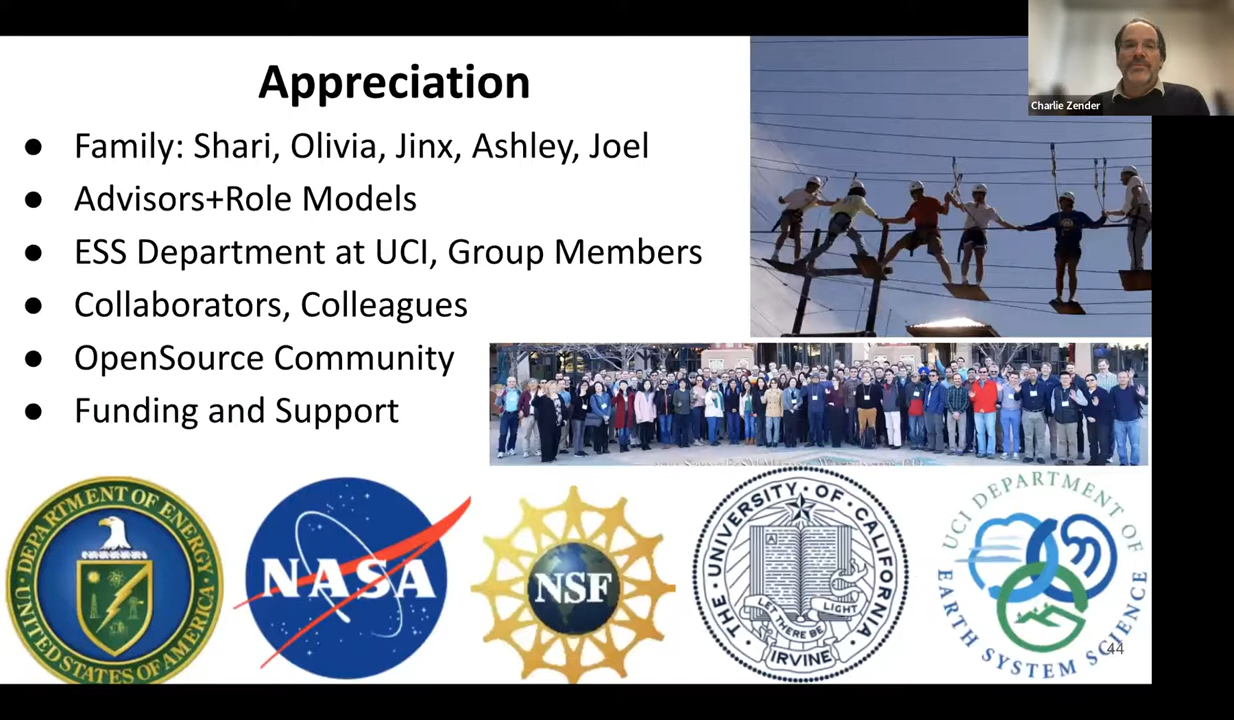 Appreciation
Charlie Zender
● Family: Shari, Olivia, Jinx, Ashley, Joel
● Advisors+Role Models
● ESS Department at UCI, Group Members
● Collaborators, Colleagues
● OpenSource Community
● Funding and Support
DEPARTMENT OF ENERGY
UNITED STATES OF AMERICA
NASA
NSF
THE UNIVERSITY OF CALIFORNIA
A
LET THERE BE LIGHT
IRVINE
UCI DEPARTMENT OF
EARTH SYSTEM SCIENCE
44